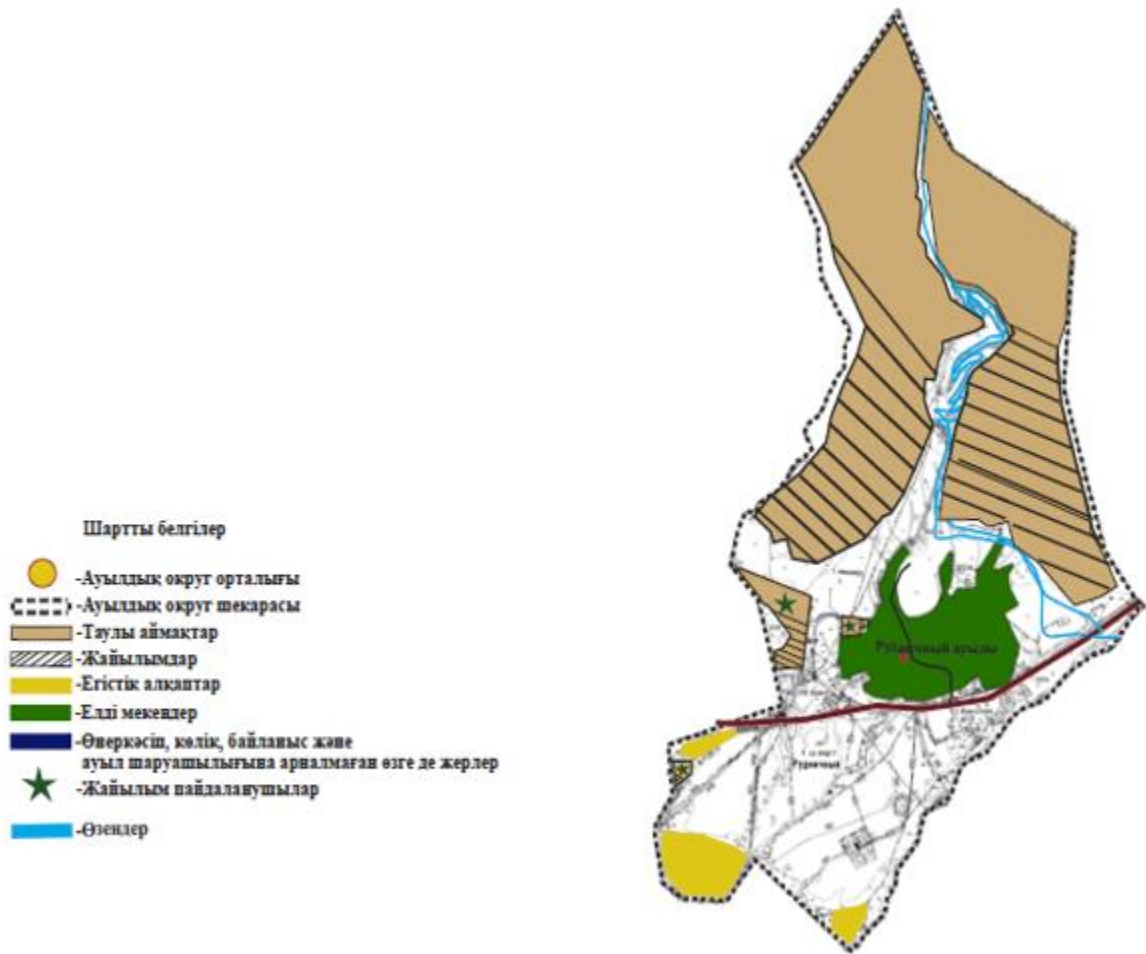 Шартты белгілер
-Ауылдық округ орталығы
-Ауылдық округ шекарасы
-Таулы аймақтар
-Жайылымдар
-Егістік алқаптар
-Елді мекендер
-Өнеркәсіп, көлік, байланыс және
ауыл шаруашылығына арналмаған өзге де жерлер
-Жайылым пайдаланушылар
-Өзендер
Рудничный ауылы
Рудничный